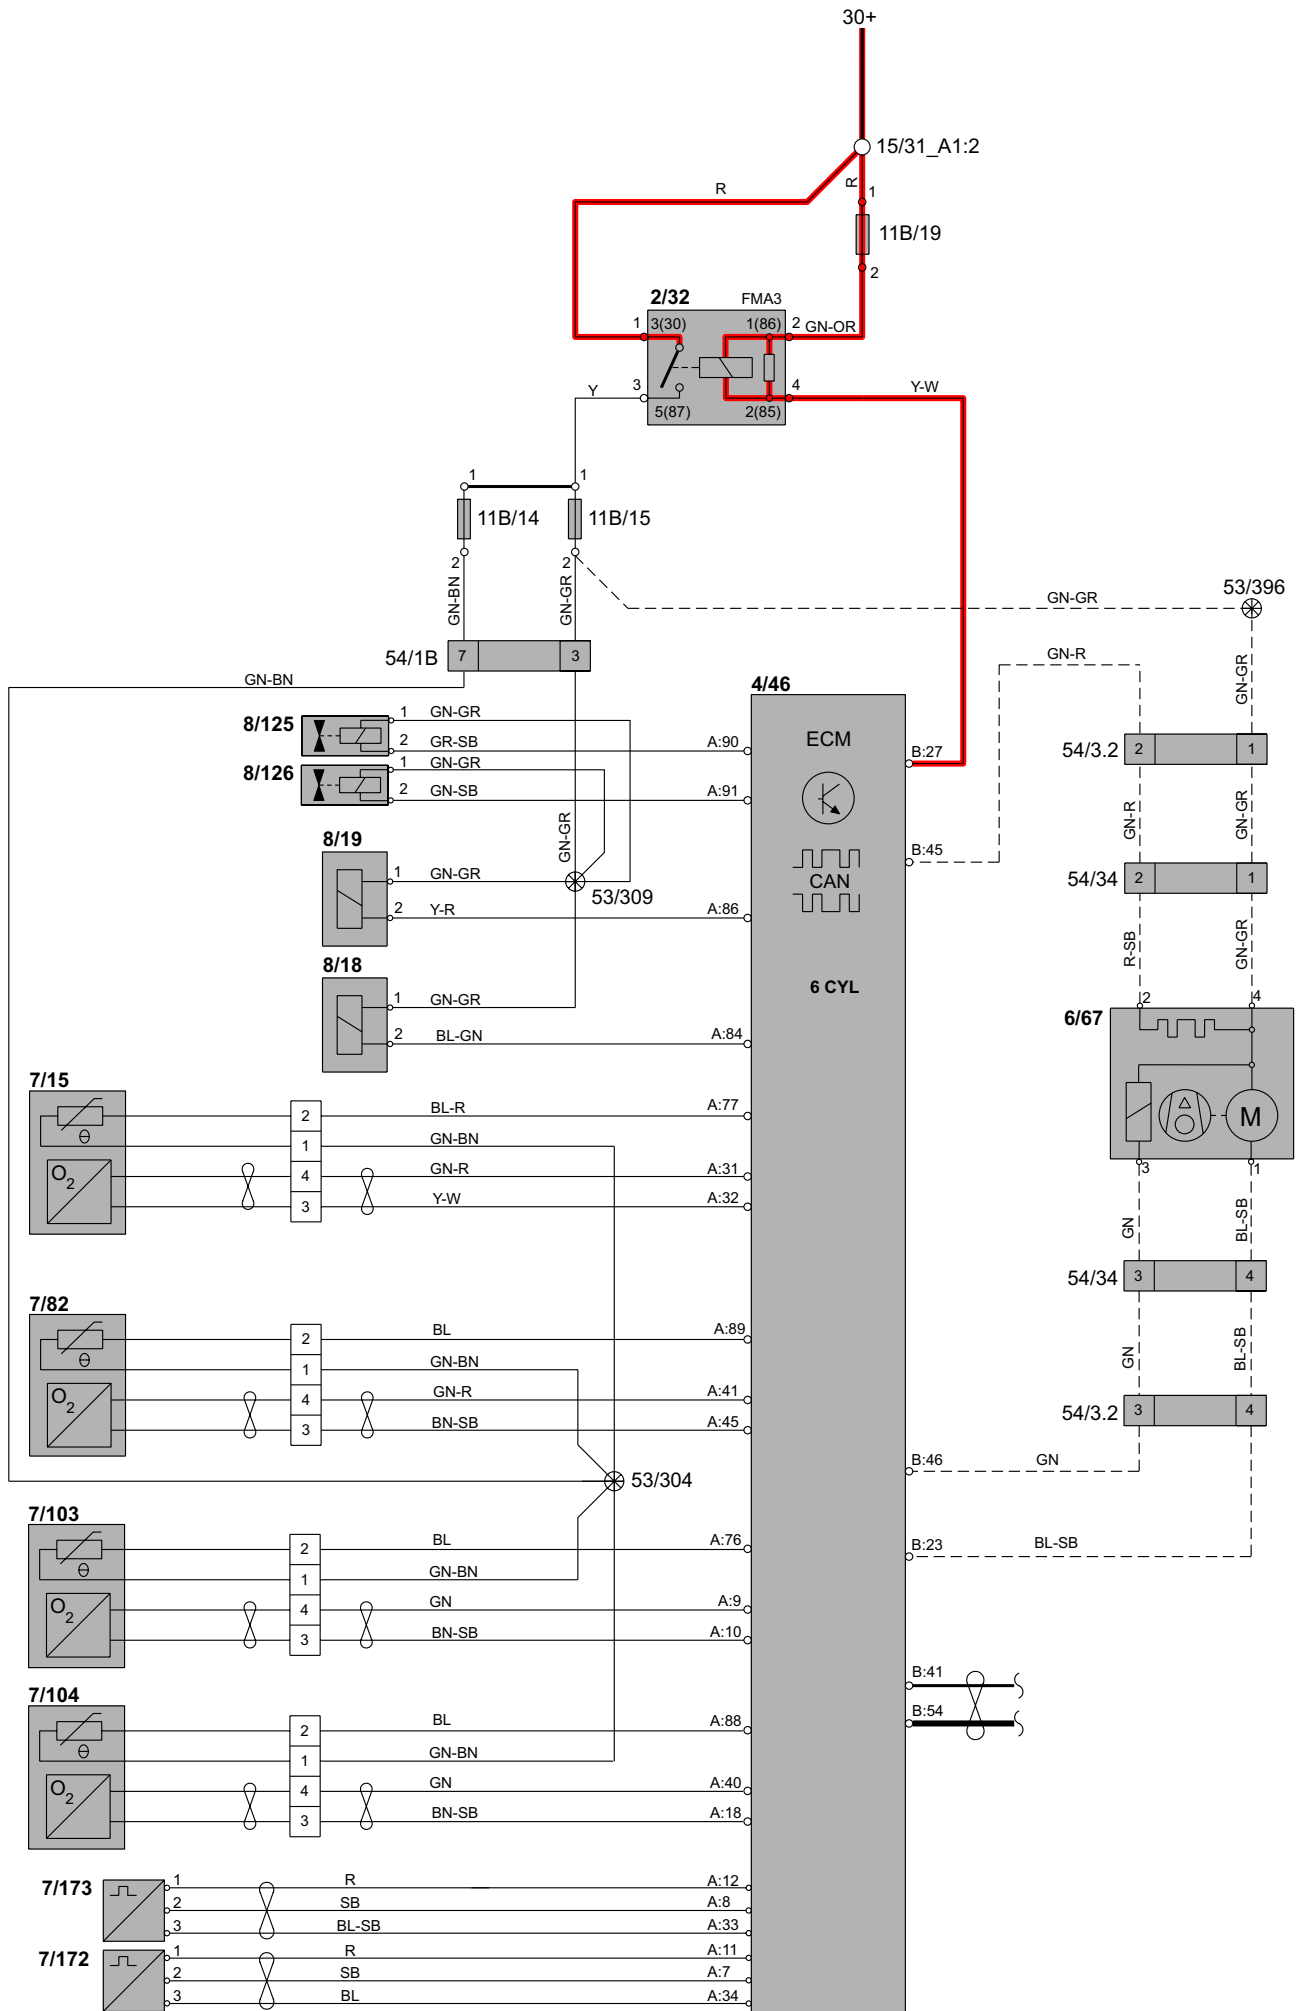 30+
15/31_A1:2
R
R
1
11B/19
2
2/32
FMA3
1
3(30)
1(86)
2
GN-OR
Y
3
5(87)
2(85)
4
Y-W
1
1
11B/14
11B/15
2
2
GN-BN
GN-GR
GN-GR
53/396
54/1B
7
3
GN-R
GN-GR
GN-BN
4/46
8/125
1
GN-GR
2
GR-SB
A:90
ECM
B:27
54/3.2
2
1
8/126
1
GN-GR
2
GN-SB
A:91
GN-R
GN-GR
8/19
GN-GR
B:45
1
GN-GR
CAN
54/34
2
1
53/309
2
Y-R
A:86
R-SB
GN-GR
8/18
6 CYL
1
GN-GR
2
4
6/67
2
BL-GN
A:84
7/15
2
BL-R
A:77
M
1
GN-BN
O2
4
GN-R
A:31
3
1
3
Y-W
A:32
GN
BL-SB
54/34
3
4
7/82
2
BL
A:89
GN
BL-SB
1
GN-BN
O2
4
GN-R
A:41
54/3.2
3
4
3
BN-SB
A:45
B:46
GN
53/304
7/103
2
BL
A:76
B:23
BL-SB
1
GN-BN
O2
4
GN
A:9
3
BN-SB
A:10
B:41
7/104
B:54
2
BL
A:88
1
GN-BN
O2
4
GN
A:40
3
BN-SB
A:18
7/173
1
R
A:12
2
SB
A:8
3
BL-SB
A:33
7/172
1
R
A:11
2
SB
A:7
3
BL
A:34